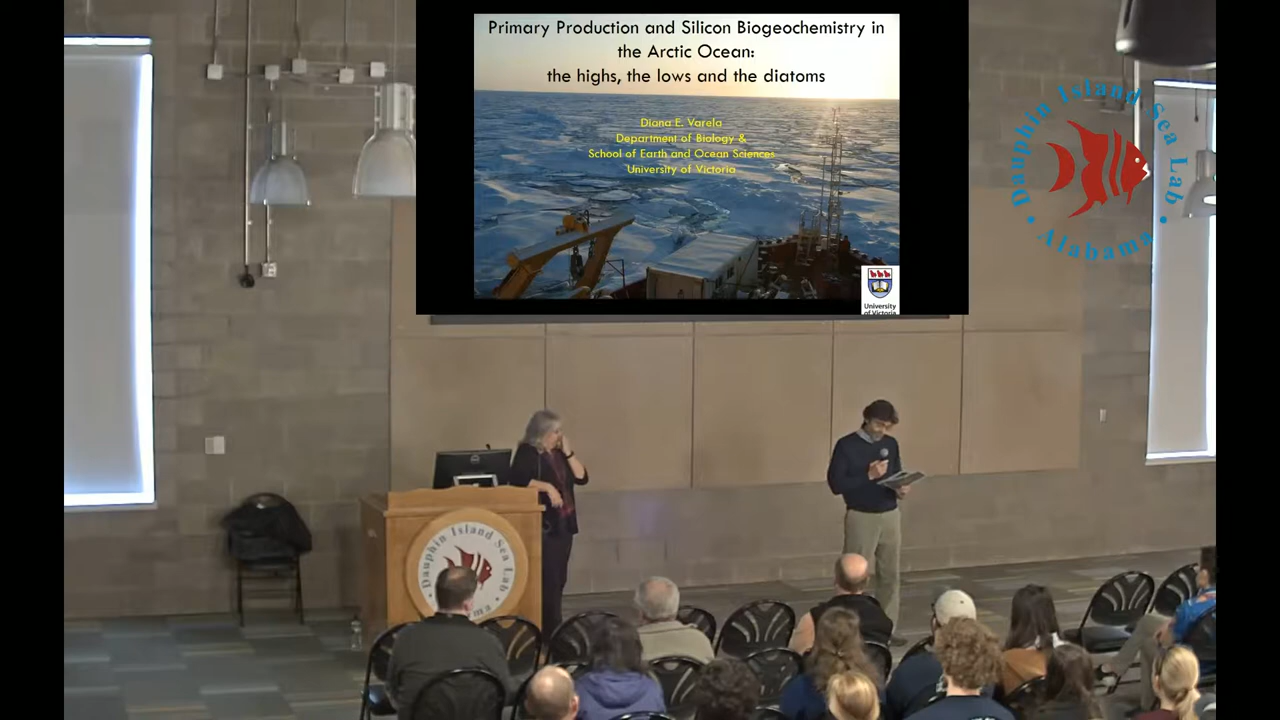 Primary Production and Silicon Biogeochemistry in
the Arctic Ocean:
the highs, the lows and the diatoms
Diana E. Varela
Department of Biology &
School of Earth and Ocean Sciences
University of Victoria
University
of Victoria
Dauphin Island Sea Lab
• Alabama •
Dauphin Island Sea Lab